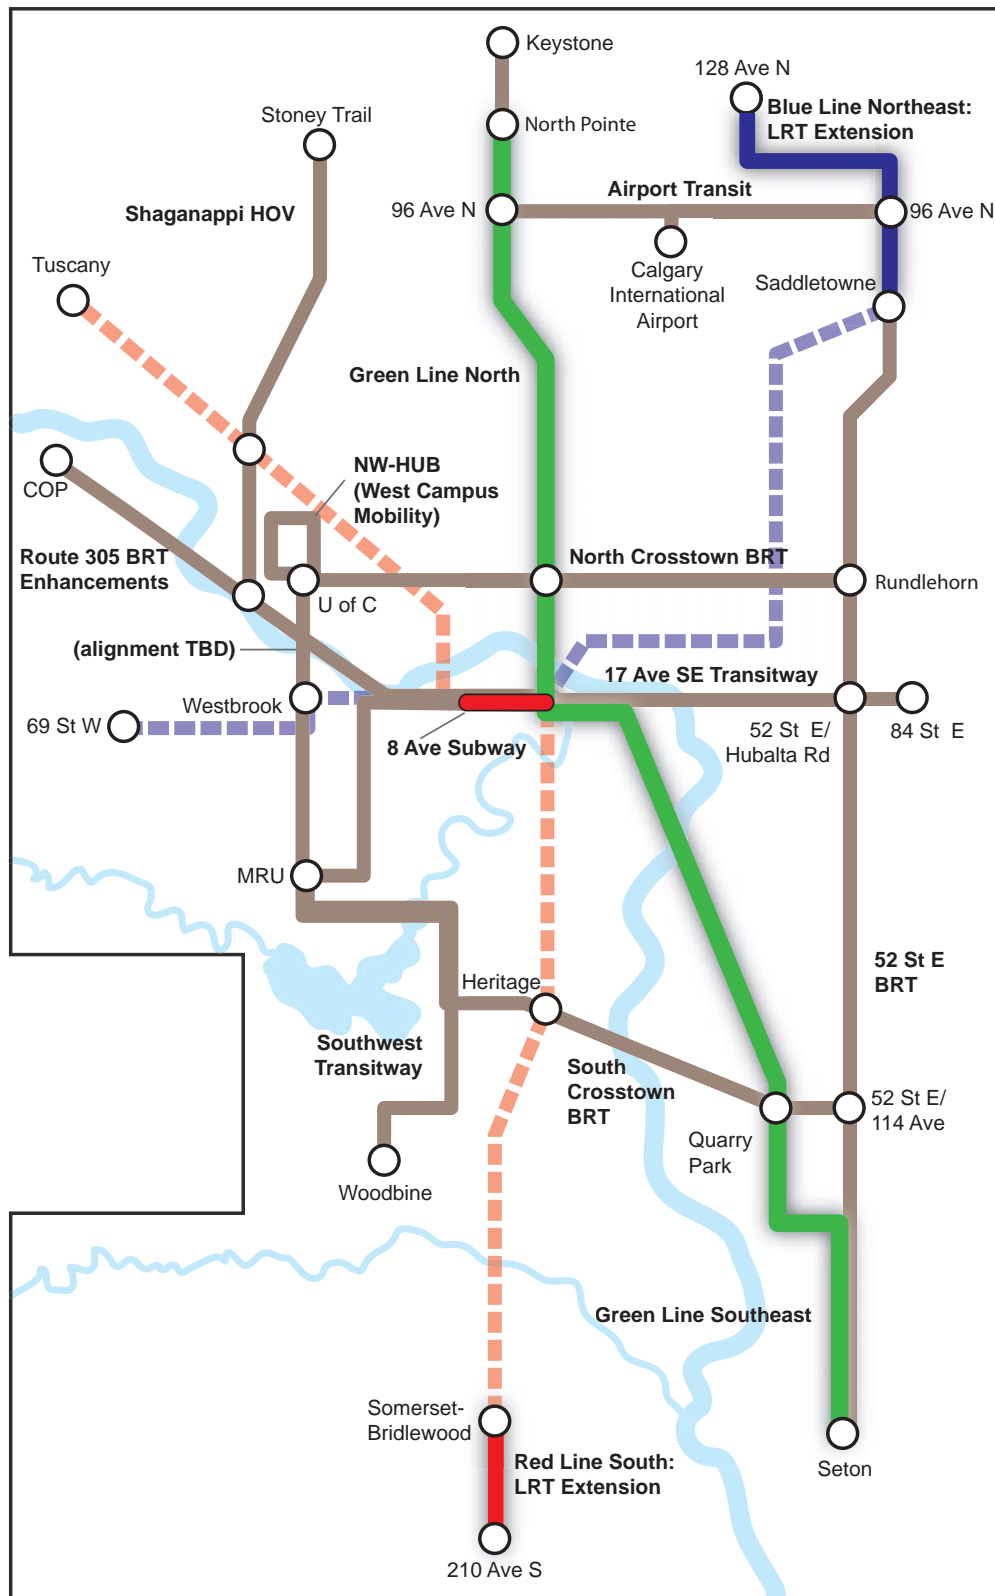 Keystone
128 Ave N
Blue Line Northeast:
LRT Extension
Stoney Trail
North Pointe
Airport Transit
Shaganappi HOV
96 Ave N
96 Ave N
Tuscany
Calgary
International
Airport
Saddletowne
Green Line North
NW-HUB
(West Campus
Mobility)
COP
Route 305 BRT
Enhancements
North Crosstown BRT
Rundlehorn
U of C
(alignment TBD)
17 Ave SE Transitway
Westbrook
69 St W
8 Ave Subway
52 St E/
Hubalta Rd
84 St E
MRU
52 St E
BRT
Heritage
Southwest
Transitway
South
Crosstown
BRT
52 St E/
114 Ave
Quarry
Park
Woodbine
Green Line Southeast
Somerset-
Bridlewood
Red Line South:
LRT Extension
Seton
210 Ave S